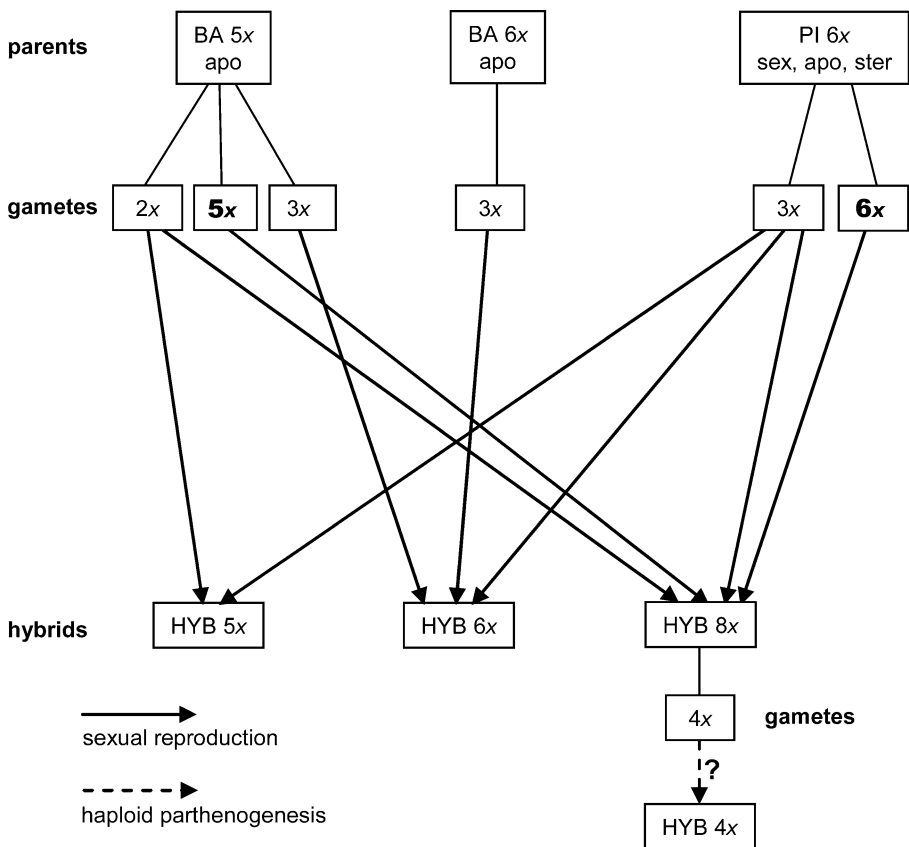 parents
BA 5x
apo
BA 6x
apo
PI 6x
sex, apo, ster
gametes
2x
5x
3x
3x
3x
6x
hybrids
HYB 5x
HYB 6x
HYB 8x
sexual reproduction
4x
gametes
?
haploid parthenogenesis
HYB 4x